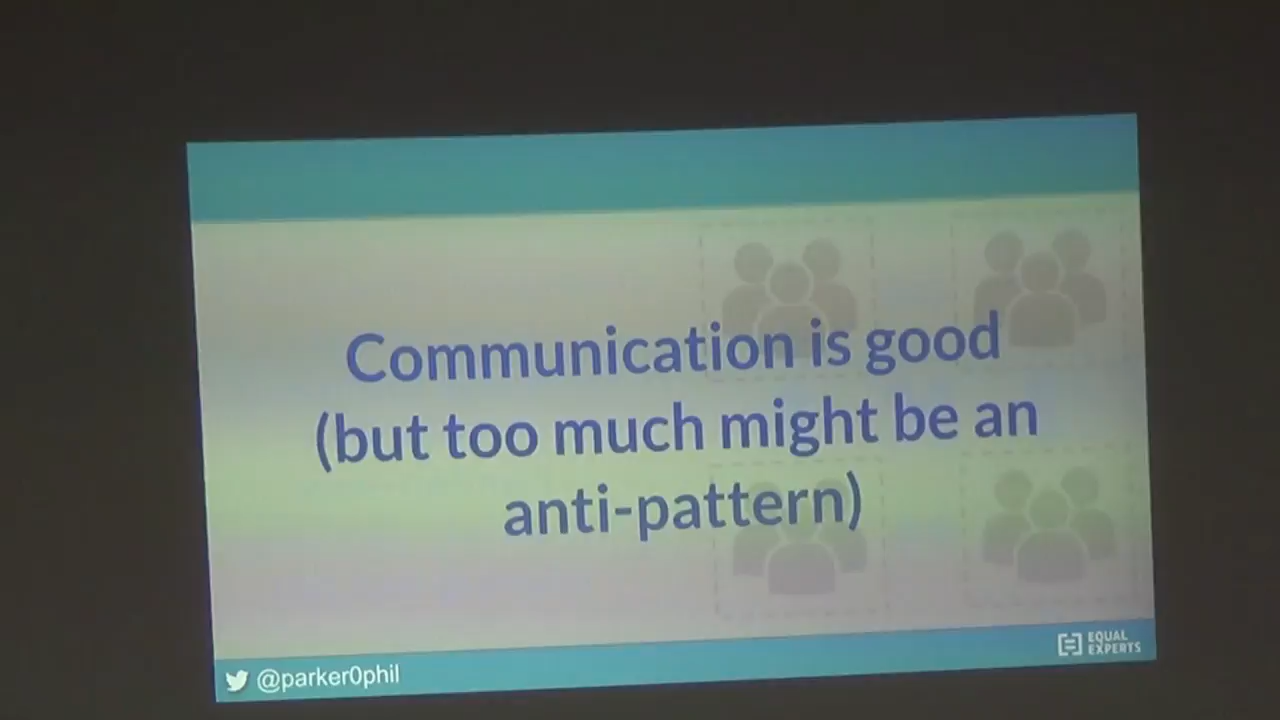 Communication is good
(but too much might be an
anti-pattern)
@parker0phil
EQUAL
EXPERTS